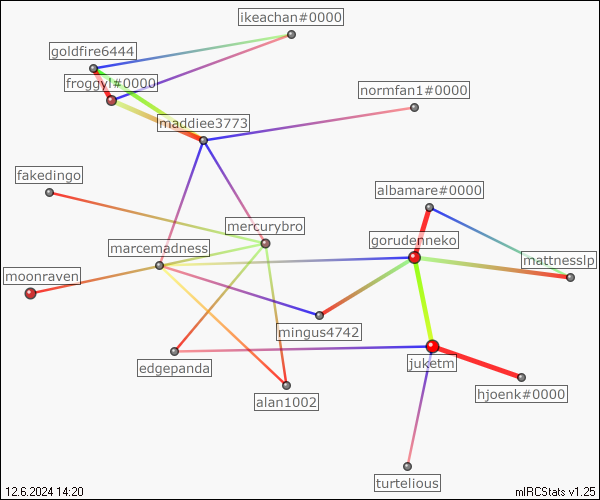 ikeachan#0000
goldfire6444
froggyl#0000
normfan1#0000
maddiee3773
fakedingo
albamare#0000
mercurybro
gorudenneko
marcemadness
mattnesslp
moonraven
mingus4742
edgepanda
juketm
hjoenk#0000
alan1002
turtelious
12.6.2024 14:20
mIRCStats v1.25